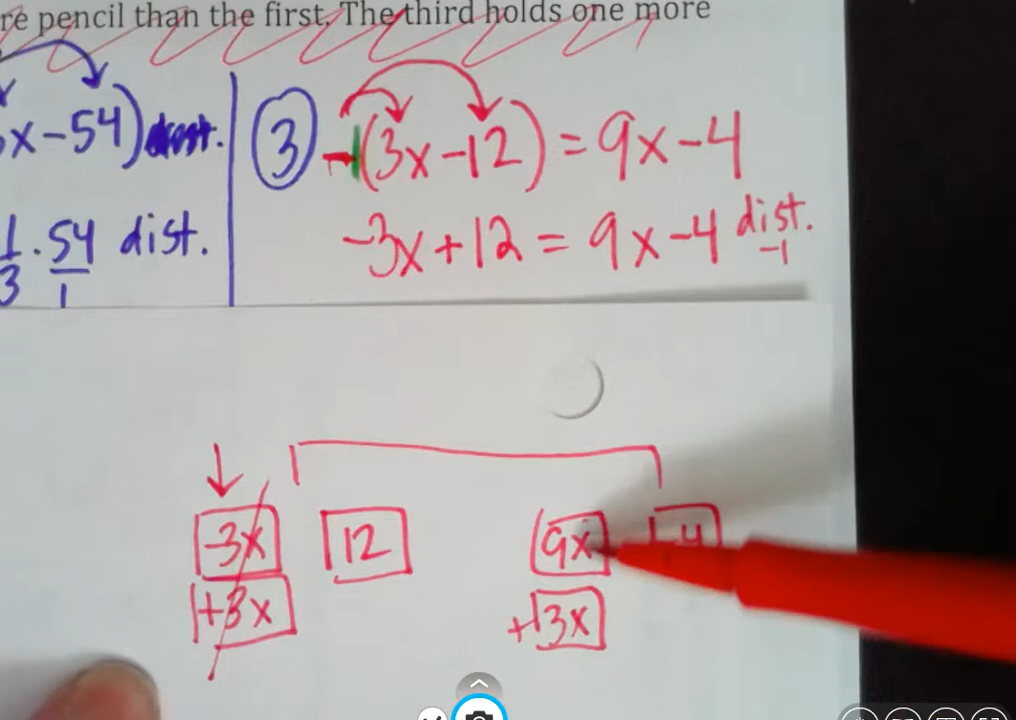 re pencil than the first. The third holds one more
x-54) dist.
1/3 · 54/1 dist.
③ -1(3x-12) = 9x-4
-3x+12 = 9x-4 dist. -1
-3x 12 9x -4
+3x +3x